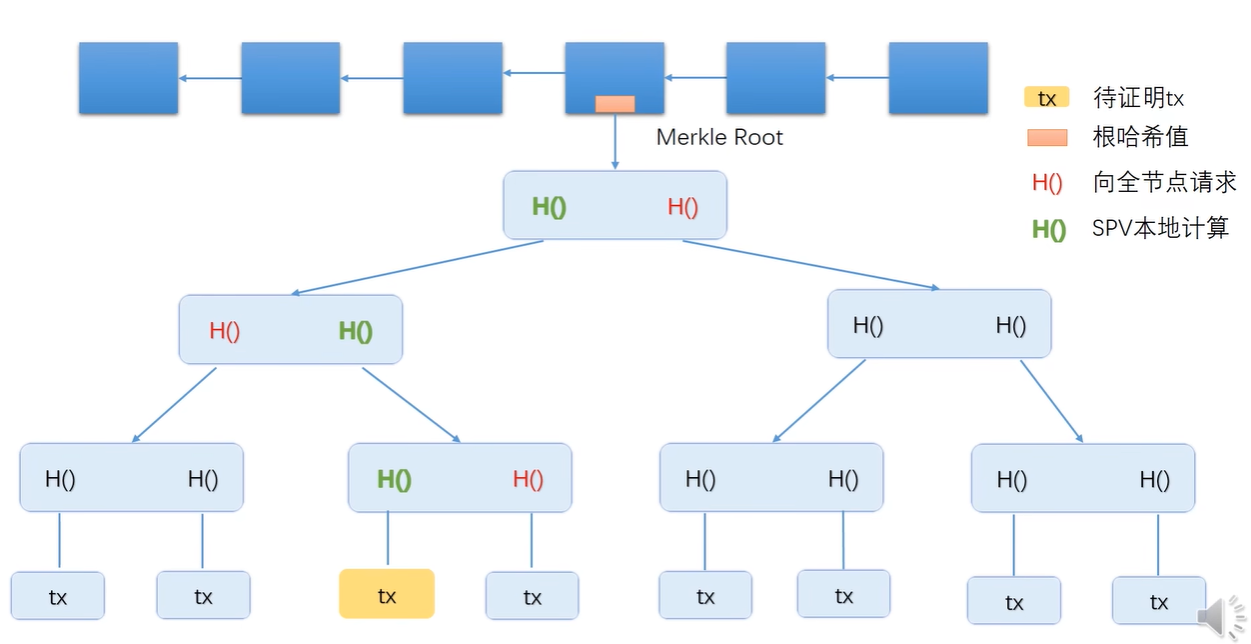 tx 待证明tx
Merkle Root 根哈希值
H() 向全节点请求
H() H() H() SPV本地计算
H() H() H() H()
H() H() H() H() H() H() H() H()
tx tx tx tx tx tx tx tx